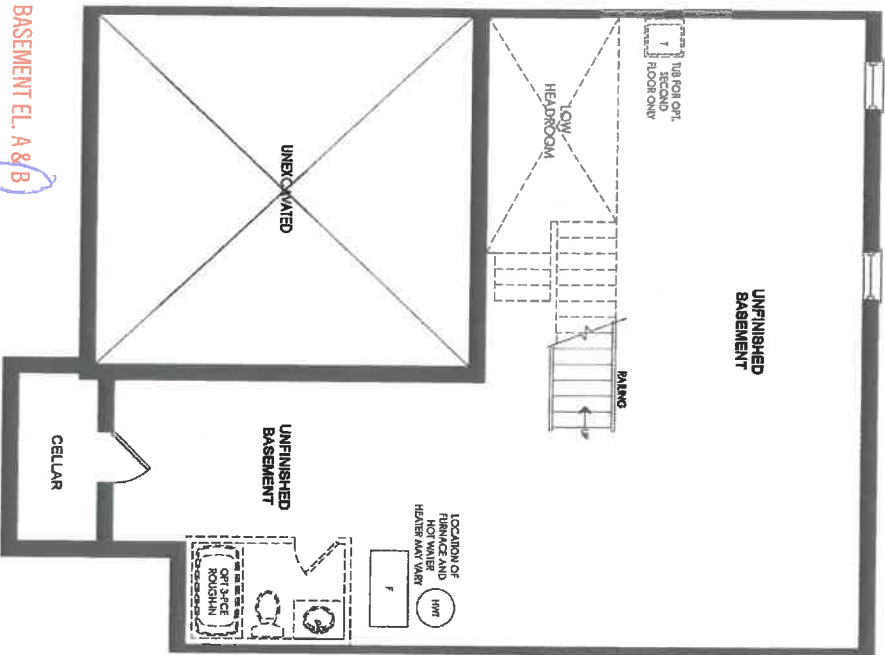 BASEMENT EL. A & B
TUB FOR OPT.
SECOND
FLOOR ONLY
T
LOW
HEADROOM
UNEXCAVATED
UNFINISHED
BASEMENT
RAILING
UP
UNFINISHED
BASEMENT
CELLAR
LOCATION OF
FURNACE AND
HOT WATER
HEATER MAY VARY
HWT
F
OPT 3-PCE
ROUGH-IN